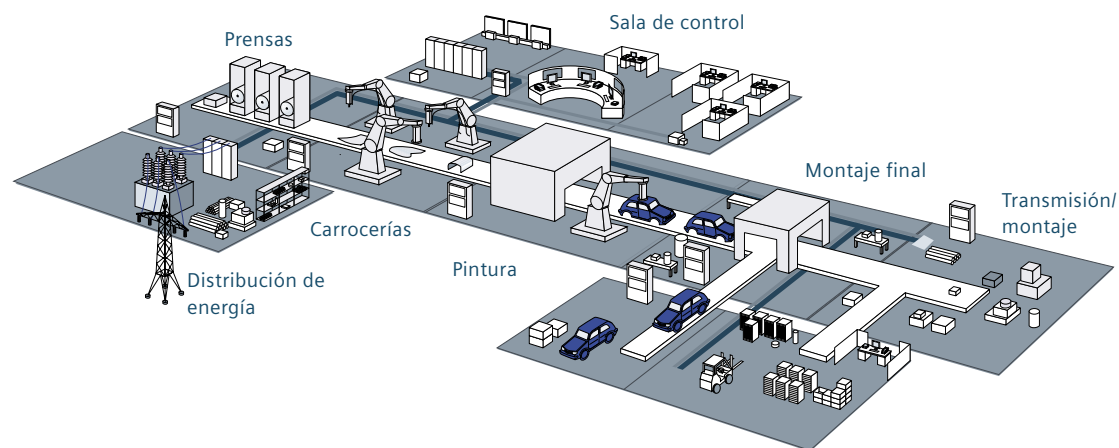 Sala de control
Prensas
Montaje final
Transmisión/
montaje
Carrocerías
Pintura
Distribución de
energía